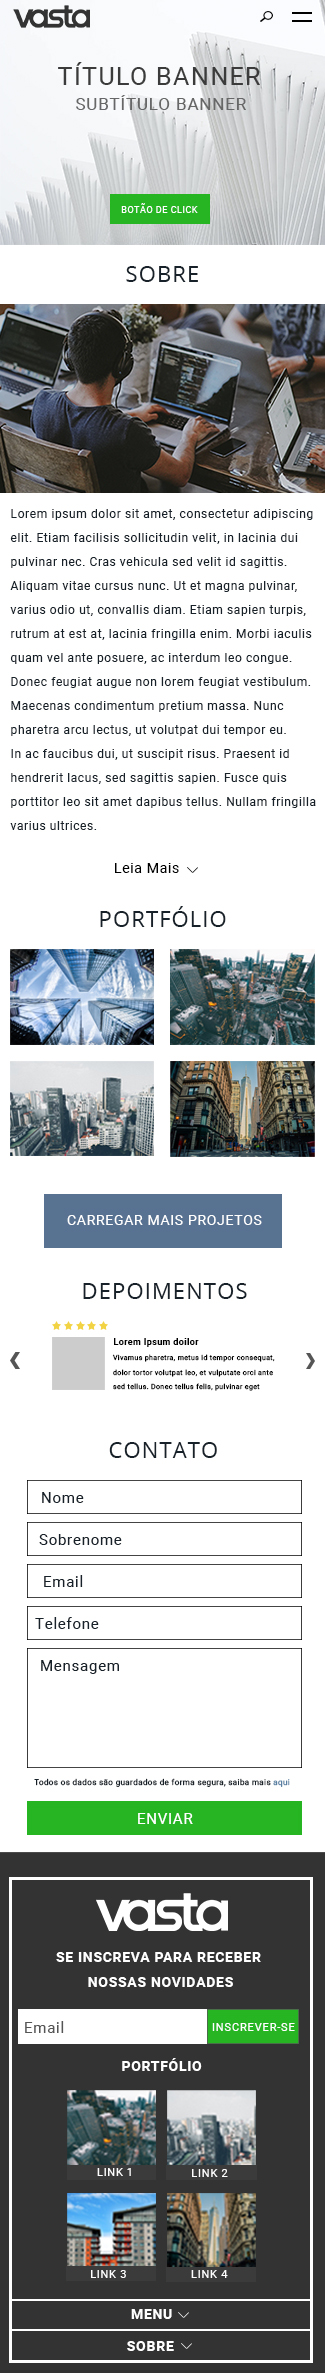 vasta
TÍTULO BANNER
SUBTÍTULO BANNER
BOTÃO DE CLICK
SOBRE
Lorem ipsum dolor sit amet, consectetur adipiscing
elit. Etiam facilisis sollicitudin velit, in lacinia dui
pulvinar nec. Cras vehicula sed velit id sagittis.
Aliquam vitae cursus nunc. Ut et magna pulvinar,
varius odio ut, convallis diam. Etiam sapien turpis,
rutrum at est at, lacinia fringilla enim. Morbi iaculis
quam vel ante posuere, ac interdum leo congue.
Donec feugiat augue non lorem feugiat vestibulum.
Maecenas condimentum pretium massa. Nunc
pharetra arcu lectus, ut volutpat dui tempor eu.
In ac faucibus dui, ut suscipit risus. Praesent id
hendrerit lacus, sed sagittis sapien. Fusce quis
porttitor leo sit amet dapibus tellus. Nullam fringilla
varius ultrices.
Leia Mais
PORTFÓLIO
CARREGAR MAIS PROJETOS
DEPOIMENTOS
Lorem Ipsum doilor
Vivamus pharetra, metus id tempor consequat,
dolor tortor volutpat leo, et vulputate orci ante
sed tellus. Donec tellus felis, pulvinar eget
CONTATO
Nome
Sobrenome
Email
Telefone
Mensagem
Todos os dados são guardados de forma segura, saiba mais aqui
ENVIAR
vasta
SE INSCREVA PARA RECEBER
NOSSAS NOVIDADES
Email INSCREVER-SE
PORTFÓLIO
LINK 1 LINK 2
LINK 3 LINK 4
MENU
SOBRE